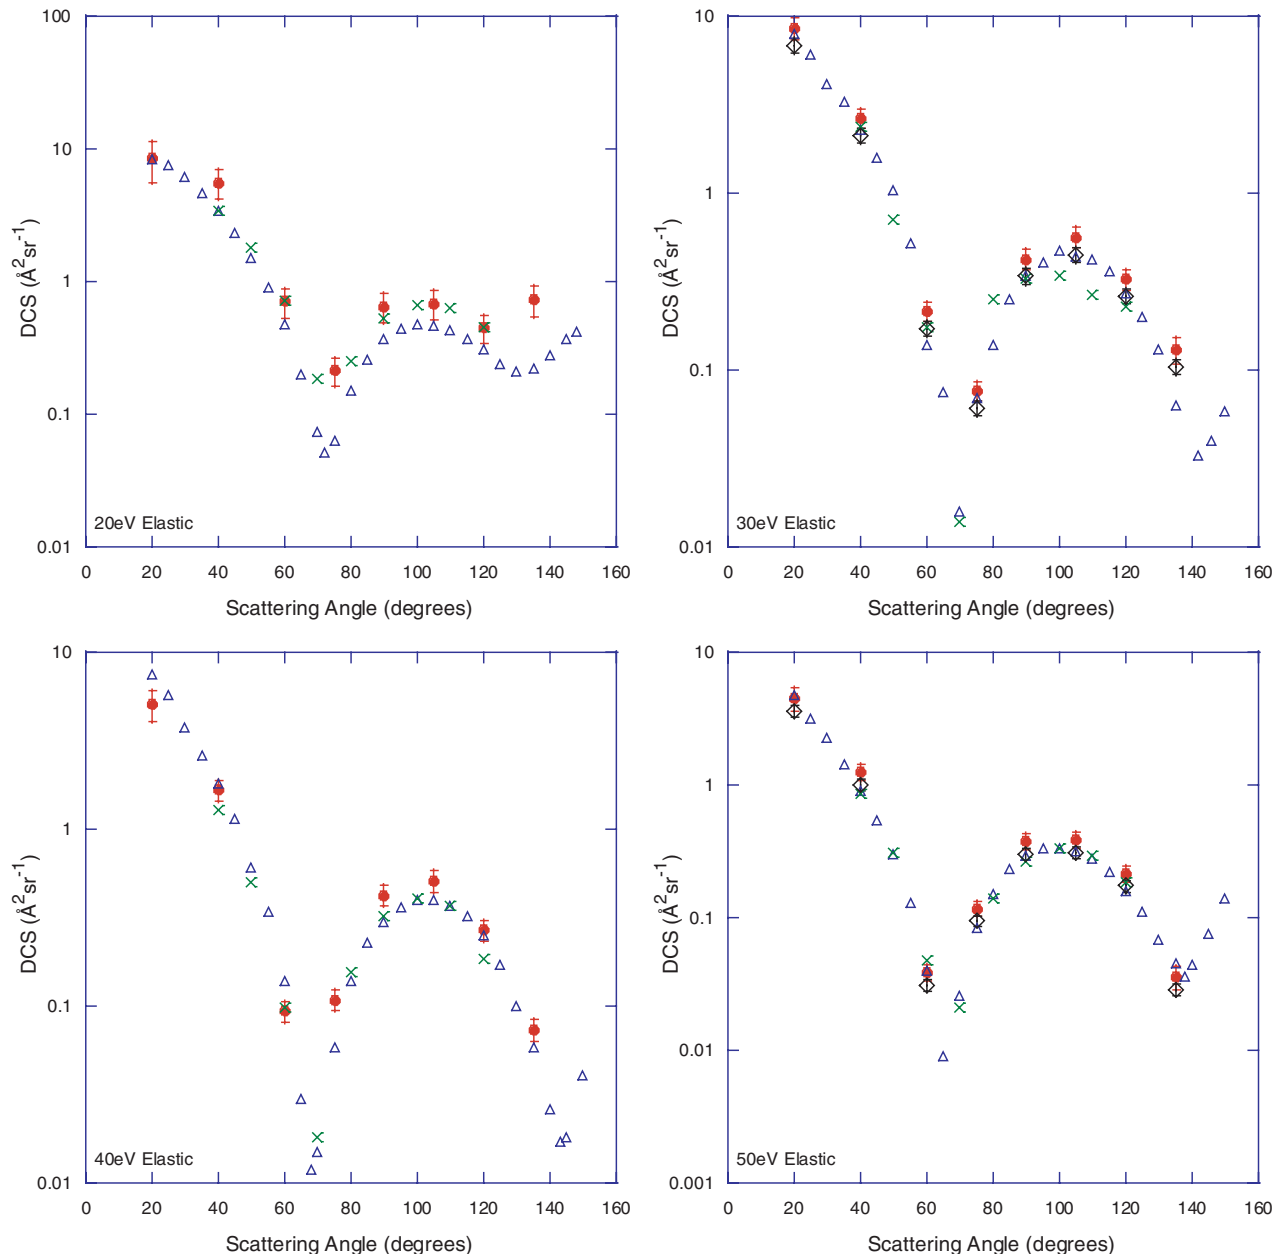 100
10
1
0.1
0.01
DCS (Å²sr⁻¹)
20eV Elastic
0 20 40 60 80 100 120 140 160
Scattering Angle (degrees)
10
1
0.1
0.01
DCS (Å²sr⁻¹)
30eV Elastic
0 20 40 60 80 100 120 140 160
Scattering Angle (degrees)
10
1
0.1
0.01
DCS (Å²sr⁻¹)
40eV Elastic
0 20 40 60 80 100 120 140 160
Scattering Angle (degrees)
10
1
0.1
0.01
0.001
DCS (Å²sr⁻¹)
50eV Elastic
0 20 40 60 80 100 120 140 160
Scattering Angle (degrees)